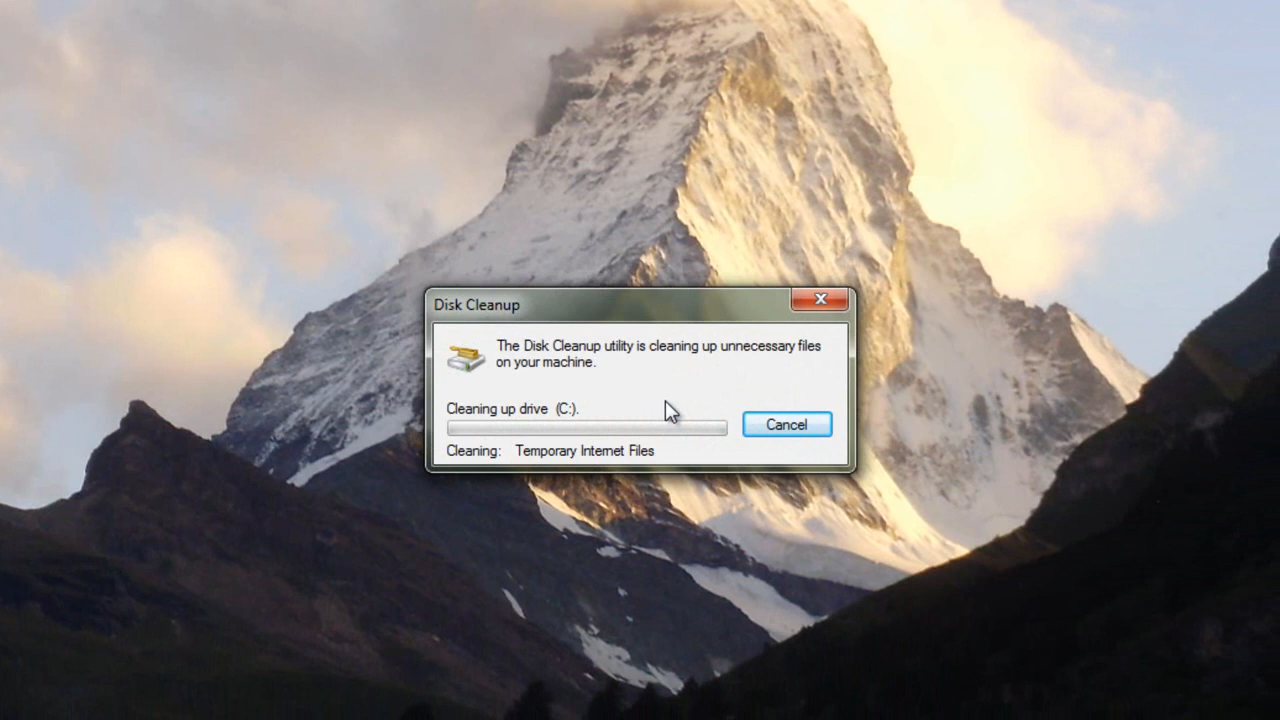 Disk Cleanup
The Disk Cleanup utility is cleaning up unnecessary files
on your machine.
Cleaning up drive (C:).
Cancel
Cleaning: Temporary Internet Files